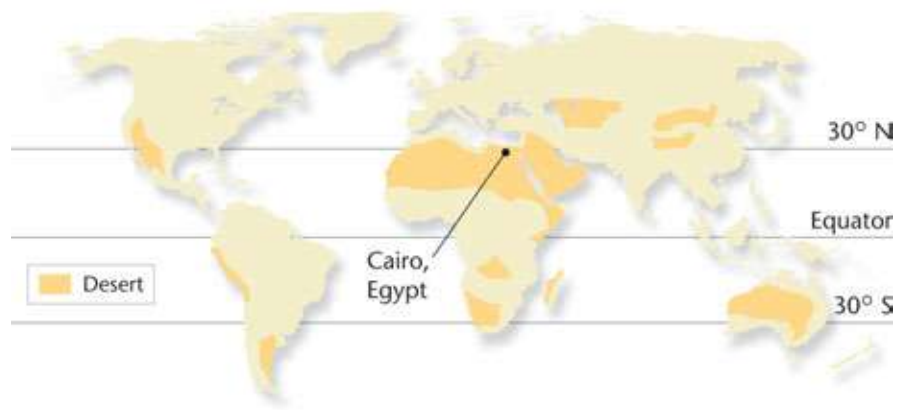 30° N
Equator
Cairo,
Egypt
Desert
30° S